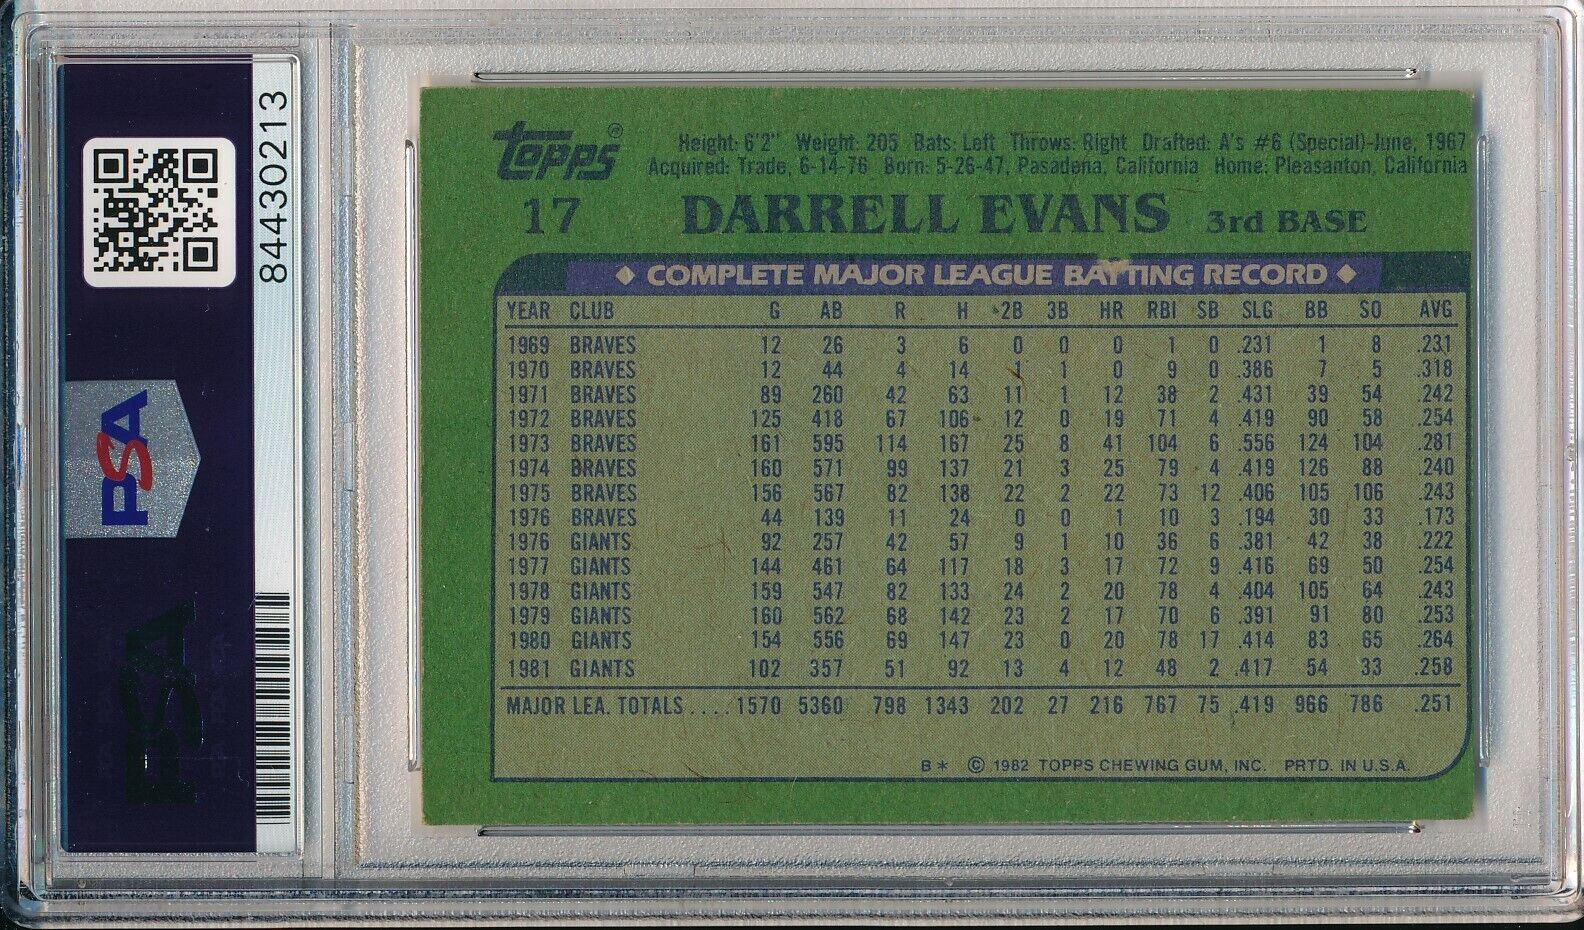 84430213
PSA
PSA
Topps®
Height: 6'2" Weight: 205 Bats: Left Throws: Right Drafted: A's #6 (Special)-June, 1967
Acquired: Trade, 6-14-76 Born: 5-26-47, Pasadena, California Home: Pleasanton, California
17 DARRELL EVANS 3rd BASE
◆ COMPLETE MAJOR LEAGUE BATTING RECORD ◆
YEAR CLUB G AB R H 2B 3B HR RBI SB SLG BB SO AVG
1969 BRAVES 12 26 3 6 0 0 0 1 0 .231 1 8 .231
1970 BRAVES 12 44 4 14 1 1 0 9 0 .386 7 5 .318
1971 BRAVES 89 260 42 63 11 1 12 38 2 .431 39 54 .242
1972 BRAVES 125 418 67 106 12 0 19 71 4 .419 90 58 .254
1973 BRAVES 161 595 114 167 25 8 41 104 6 .556 124 104 .281
1974 BRAVES 160 571 99 137 21 3 25 79 4 .419 126 88 .240
1975 BRAVES 156 567 82 138 22 2 22 73 12 .406 105 106 .243
1976 BRAVES 44 139 11 24 0 0 1 10 3 .194 30 33 .173
1976 GIANTS 92 257 42 57 9 1 10 36 6 .381 42 38 .222
1977 GIANTS 144 461 64 117 18 3 17 72 9 .416 69 50 .254
1978 GIANTS 159 547 82 133 24 2 20 78 4 .404 105 64 .243
1979 GIANTS 160 562 68 142 23 2 17 70 6 .391 91 80 .253
1980 GIANTS 154 556 69 147 23 0 20 78 17 .414 83 65 .264
1981 GIANTS 102 357 51 92 13 4 12 48 2 .417 54 33 .258
MAJOR LEA. TOTALS .... 1570 5360 798 1343 202 27 216 767 75 .419 966 786 .251
B* © 1982 TOPPS CHEWING GUM, INC. PRTD. IN U.S.A.